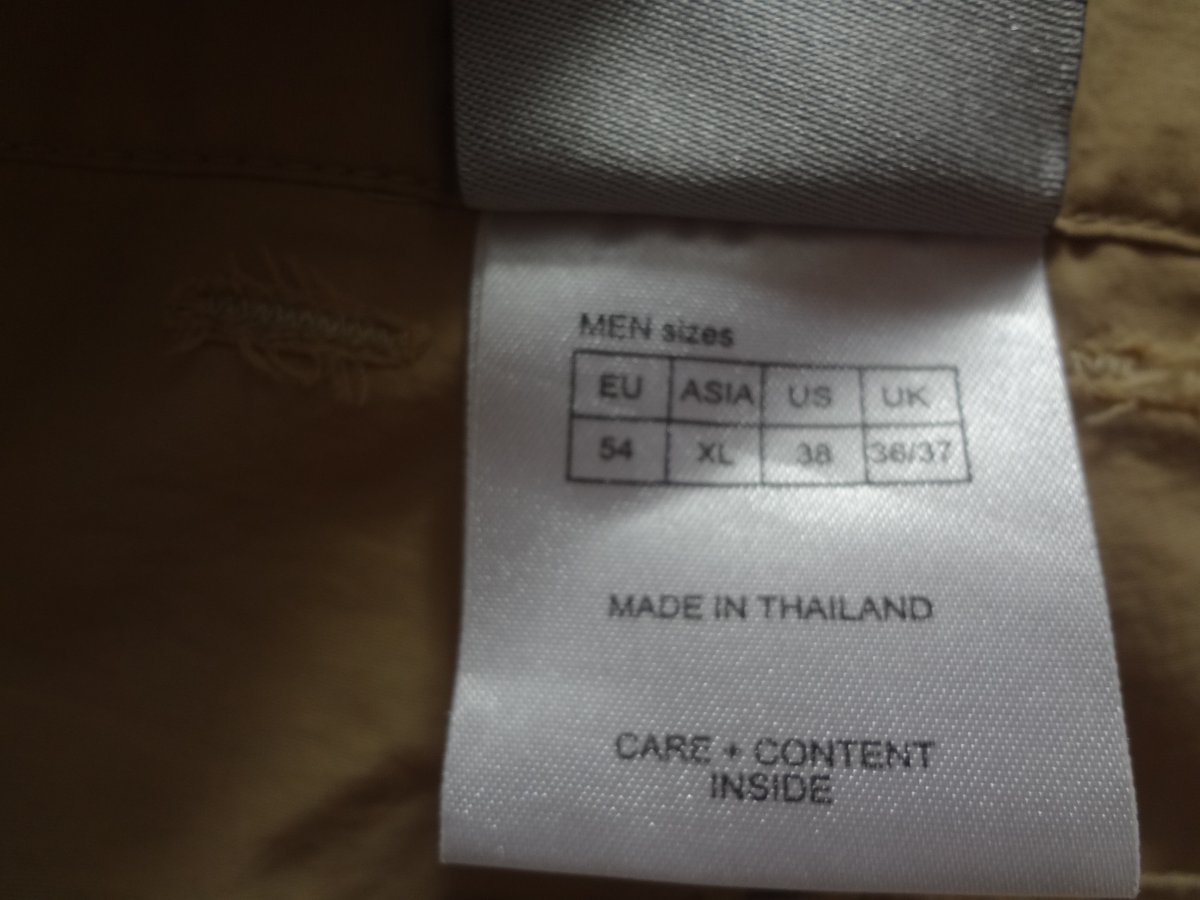 MEN sizes
EU ASIA US UK
54 XL 38 36/37
MADE IN THAILAND
CARE + CONTENT
INSIDE